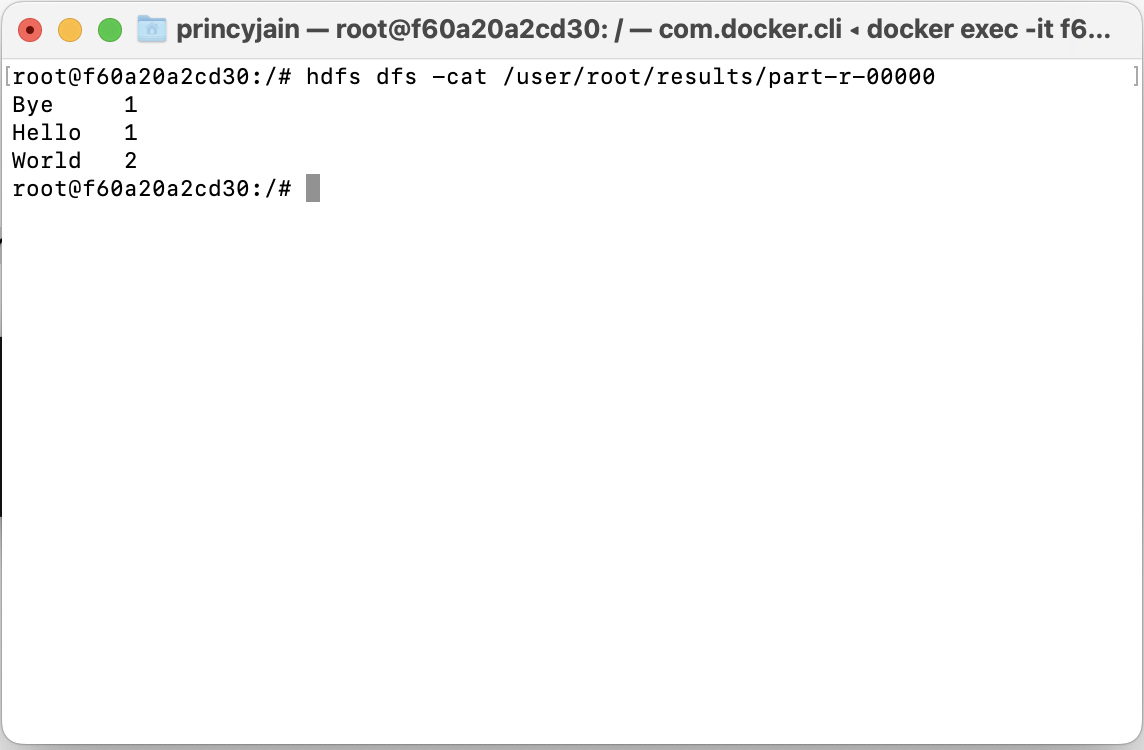 princyjain — root@f60a20a2cd30: / — com.docker.cli ◂ docker exec -it f6...
[root@f60a20a2cd30:/# hdfs dfs -cat /user/root/results/part-r-00000 ]
Bye 1
Hello 1
World 2
root@f60a20a2cd30:/#